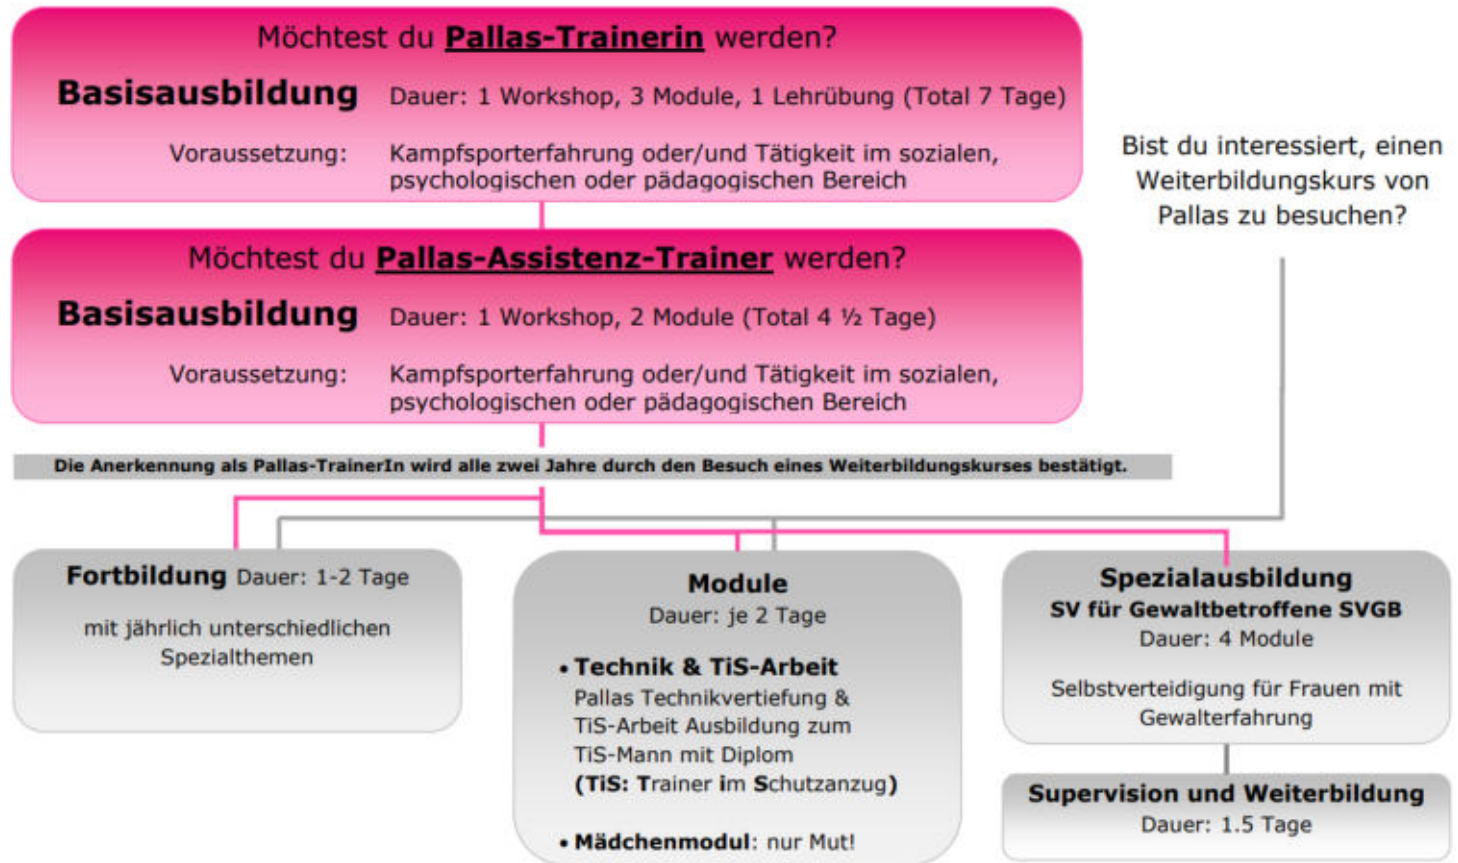 Möchtest du Pallas-Trainerin werden?
Basisausbildung Dauer: 1 Workshop, 3 Module, 1 Lehrübung (Total 7 Tage)
Voraussetzung: Kampfsporterfahrung oder/und Tätigkeit im sozialen,
psychologischen oder pädagogischen Bereich
Möchtest du Pallas-Assistenz-Trainer werden?
Basisausbildung Dauer: 1 Workshop, 2 Module (Total 4 ½ Tage)
Voraussetzung: Kampfsporterfahrung oder/und Tätigkeit im sozialen,
psychologischen oder pädagogischen Bereich
Bist du interessiert, einen
Weiterbildungskurs von
Pallas zu besuchen?
Die Anerkennung als Pallas-TrainerIn wird alle zwei Jahre durch den Besuch eines Weiterbildungskurses bestätigt.
Fortbildung Dauer: 1-2 Tage
mit jährlich unterschiedlichen
Spezialthemen
Module
Dauer: je 2 Tage
• Technik & TiS-Arbeit
Pallas Technikvertiefung &
TiS-Arbeit Ausbildung zum
TiS-Mann mit Diplom
(TiS: Trainer im Schutzanzug)
• Mädchenmodul: nur Mut!
Spezialausbildung
SV für Gewaltbetroffene SVGB
Dauer: 4 Module
Selbstverteidigung für Frauen mit
Gewalterfahrung
Supervision und Weiterbildung
Dauer: 1.5 Tage